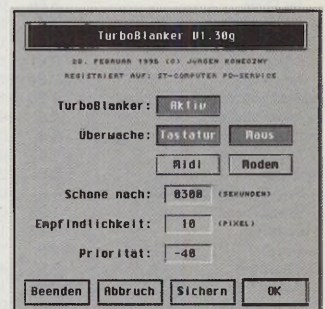 TurboBlanker V1.30g
20. FEBRUAR 1995 (C) JÜRGEN KONECZNY
REGISTRIERT AUF: ST-COMPUTER PD-SERVICE
TurboBlanker: Aktiv
Überwache: Tastatur Maus
Midi Modem
Schone nach: 0300 (SEKUNDEN)
Empfindlichkeit: 10 (PIXEL)
Priorität: -40
Beenden Abbruch Sichern OK